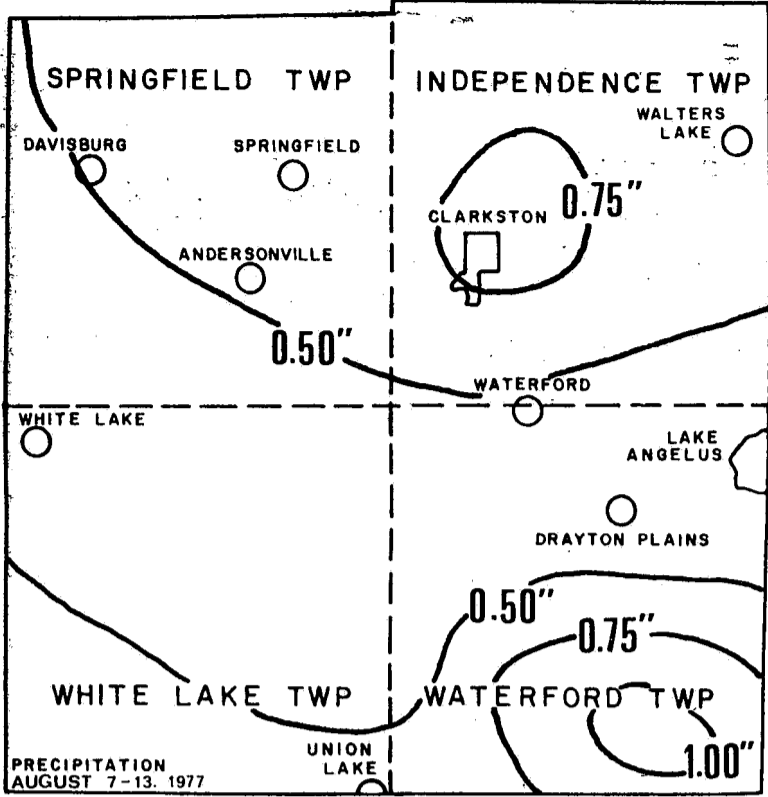 SPRINGFIELD TWP
INDEPENDENCE TWP
WALTERS
LAKE
DAVISBURG
SPRINGFIELD
0.75"
CLARKSTON
ANDERSONVILLE
0.50"
WATERFORD
WHITE LAKE
LAKE
ANGELUS
DRAYTON PLAINS
0.50"
0.75"
WHITE LAKE TWP
WATERFORD TWP
UNION
LAKE
1.00"
PRECIPITATION
AUGUST 7-13. 1977